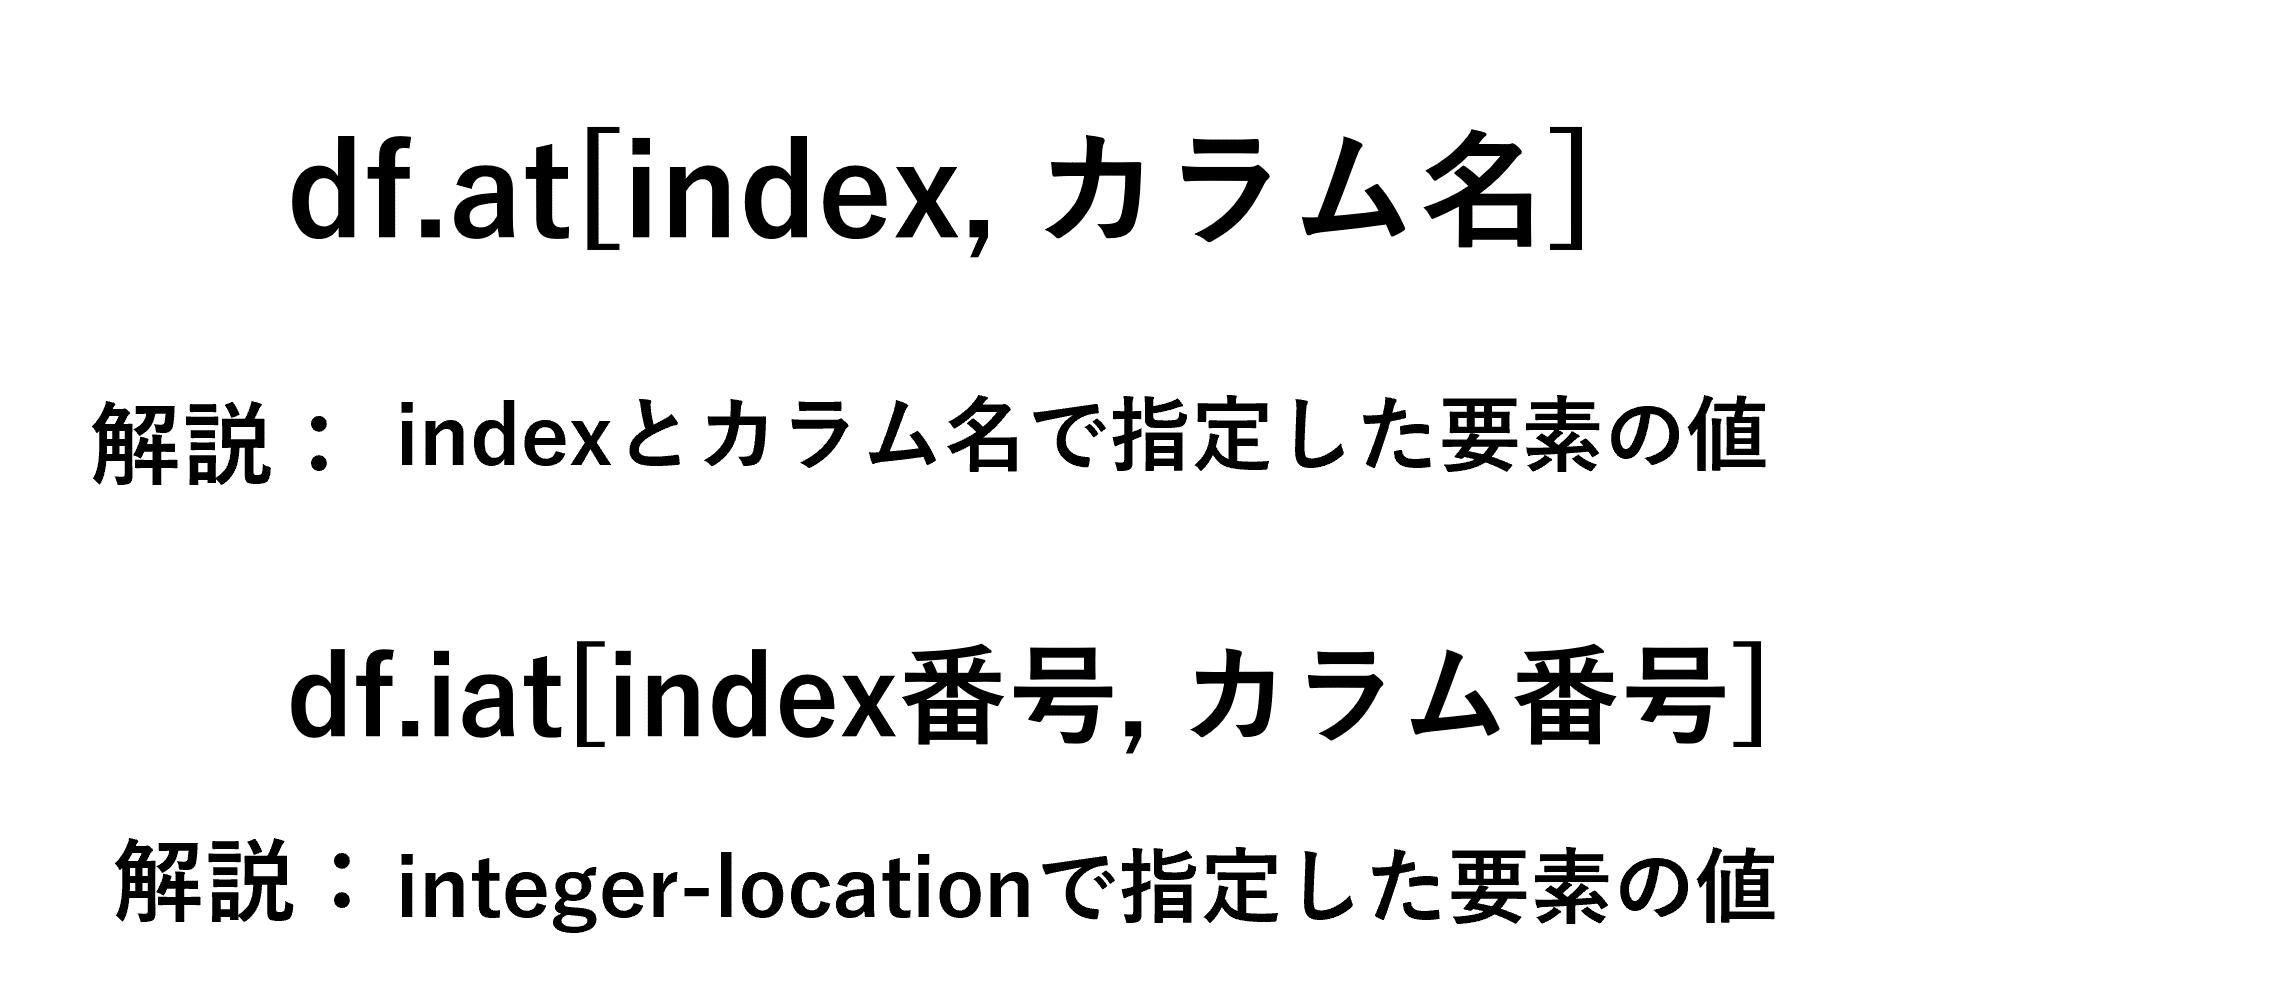 df.at[index, カラム名]
解説： indexとカラム名で指定した要素の値
df.iat[index番号, カラム番号]
解説：integer-locationで指定した要素の値